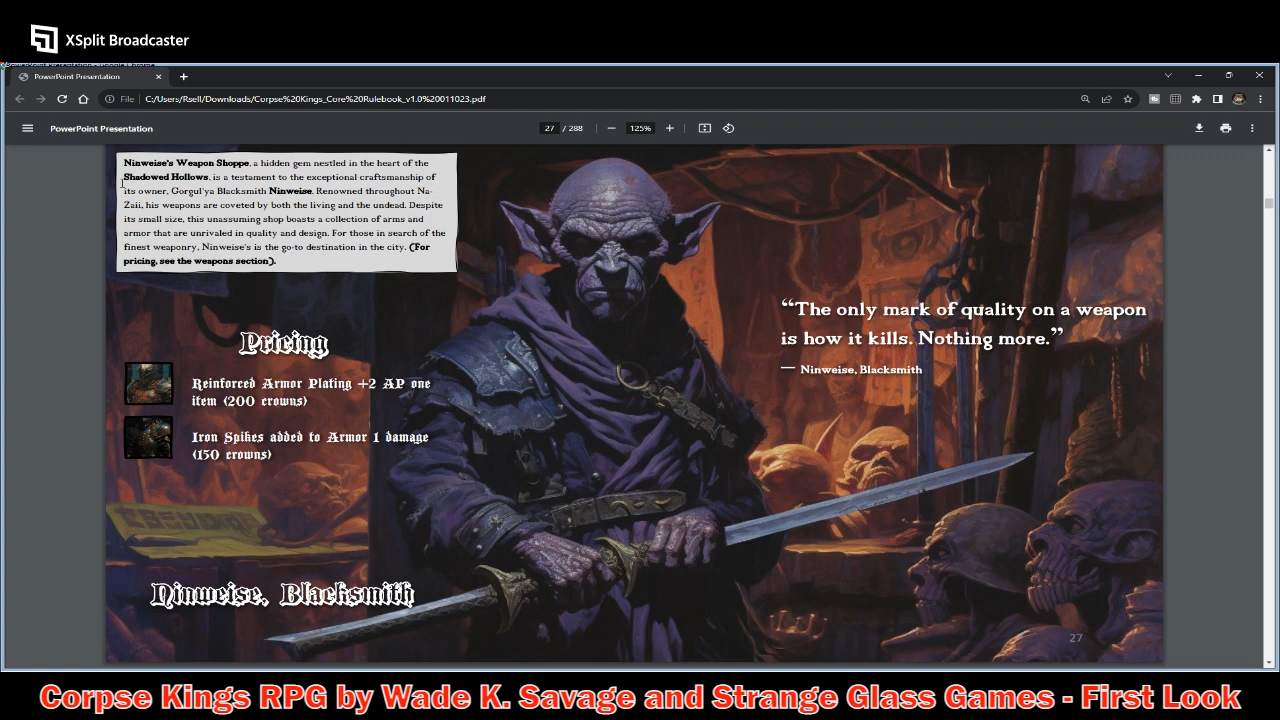 XSplit Broadcaster
PowerPoint Presentation - Google Chrome
PowerPoint Presentation
File
C:/Users/Rsell/Downloads/Corpse%20Kings_Core%20Rulebook_v1.0%20011023.pdf
PowerPoint Presentation
27 / 288
125%
Ninweise's Weapon Shoppe, a hidden gem nestled in the heart of the
Shadowed Hollows, is a testament to the exceptional craftsmanship of
its owner, Gorgul'ya Blacksmith Ninweise. Renowned throughout Na-
Zaii, his weapons are coveted by both the living and the undead. Despite
its small size, this unassuming shop boasts a collection of arms and
armor that are unrivaled in quality and design. For those in search of the
finest weaponry, Ninweise's is the go-to destination in the city. (For
pricing, see the weapons section).
“The only mark of quality on a weapon
is how it kills. Nothing more.”
— Ninweise, Blacksmith
Pricing
Reinforced Armor Plating +2 AP one
item (200 crowns)
Iron Spikes added to Armor 1 damage
(150 crowns)
Ninweise, Blacksmith
27
Corpse Kings RPG by Wade K. Savage and Strange Glass Games - First Look